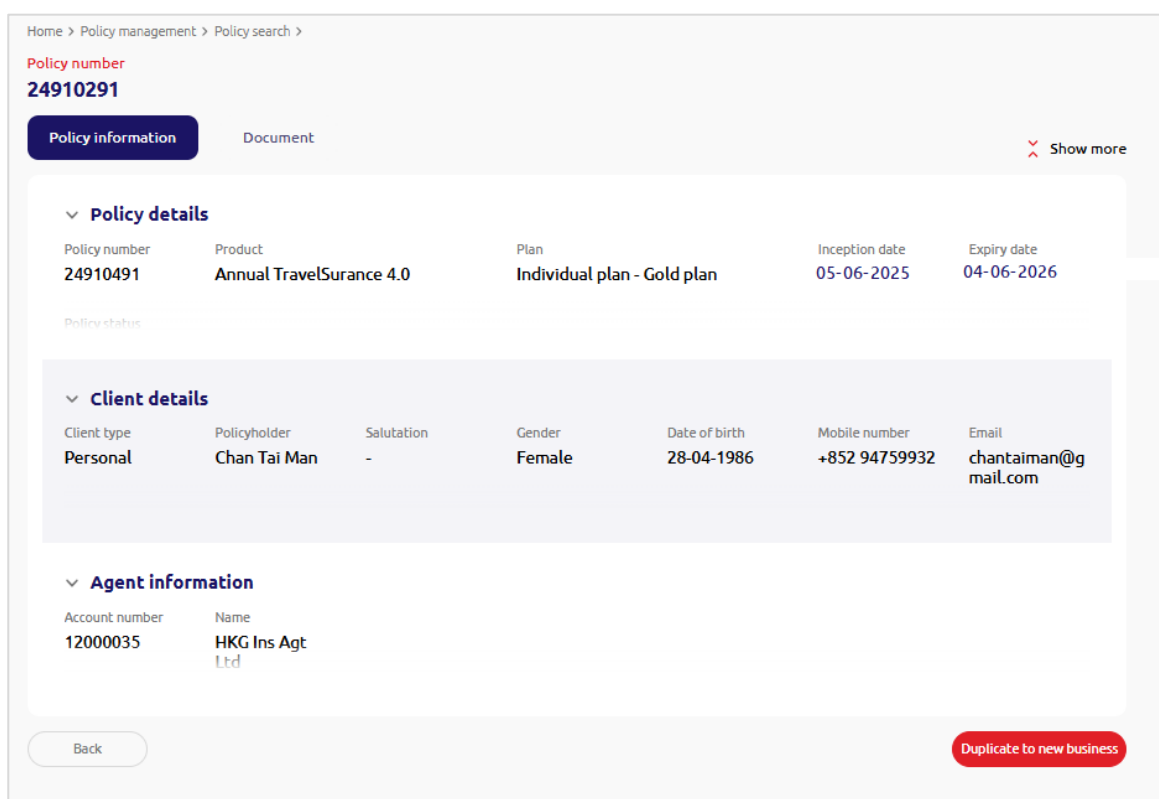 Home > Policy management > Policy search >
Policy number
24910291
Policy information Document
Show more
Policy details
Policy number Product Plan Inception date Expiry date
24910491 Annual TravelSurance 4.0 Individual plan - Gold plan 05-06-2025 04-06-2026
Policy status
Client details
Client type Policyholder Salutation Gender Date of birth Mobile number Email
Personal Chan Tai Man - Female 28-04-1986 +852 94759932 chantaiman@g
mail.com
Agent information
Account number Name
12000035 HKG Ins Agt
Ltd
Back Duplicate to new business